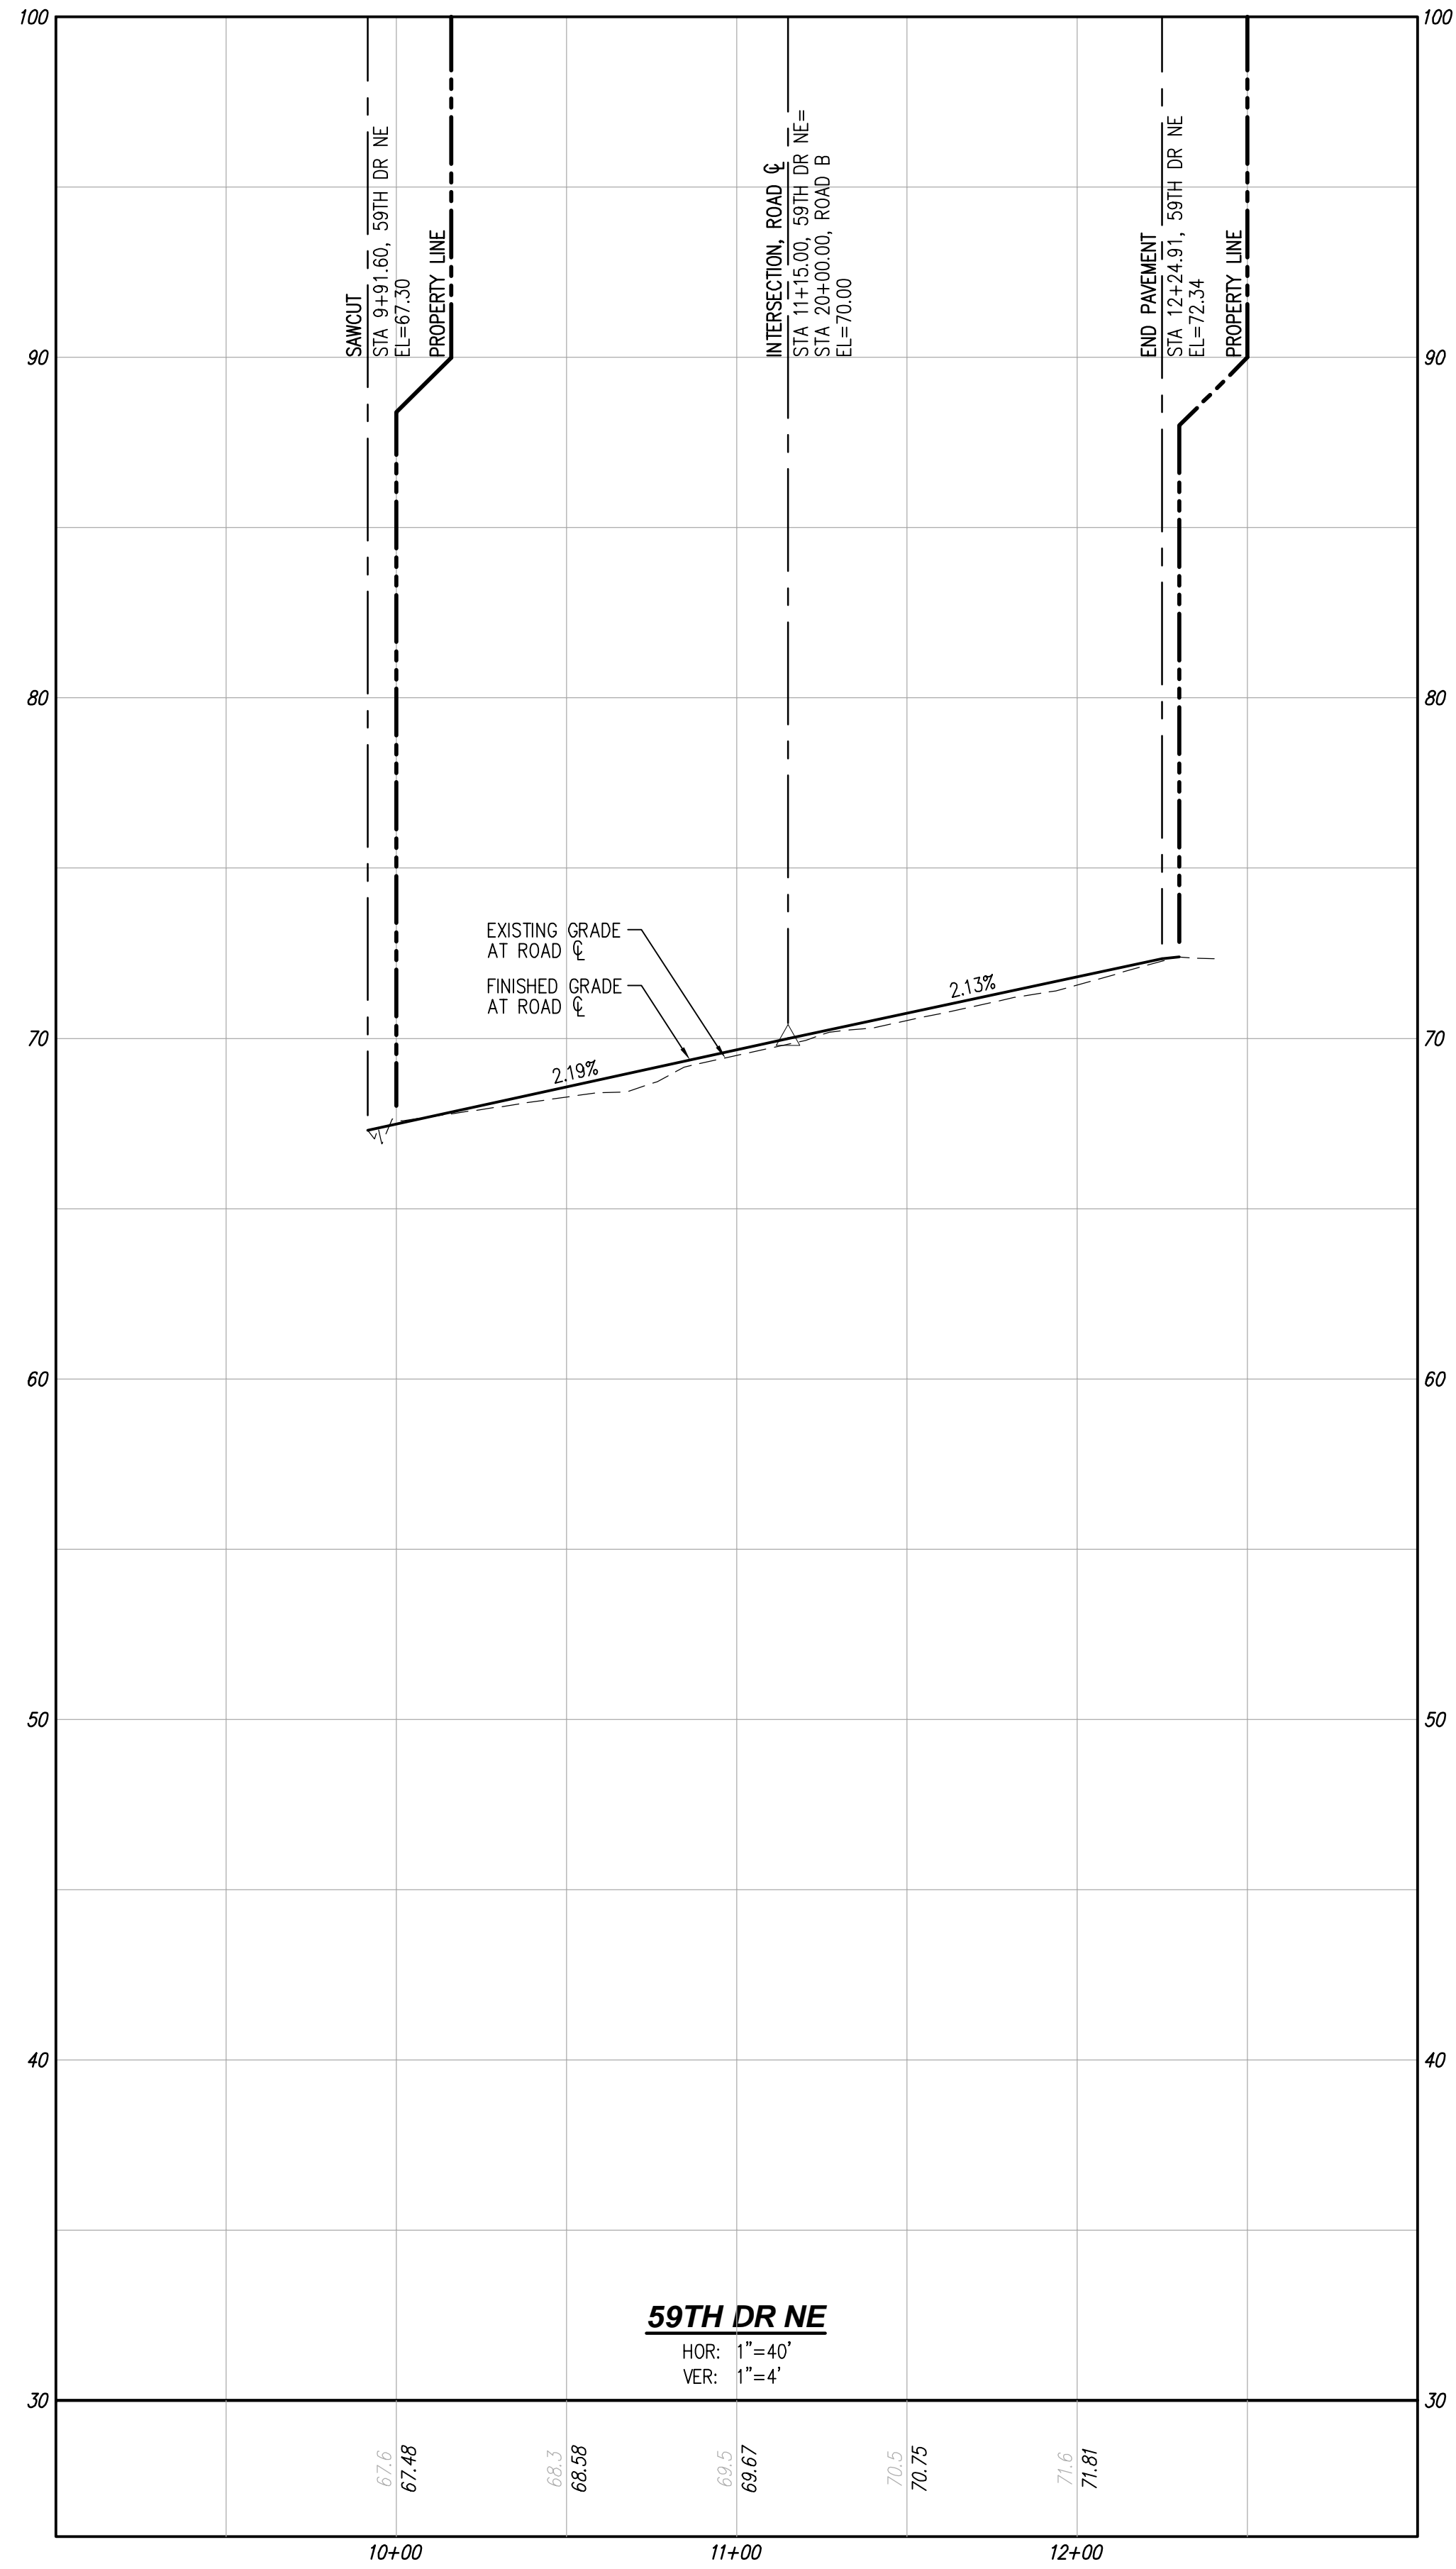 100
100
SAWCUT
STA 9+91.60, 59TH DR NE
EL=67.30
PROPERTY LINE
INTERSECTION, ROAD ℄
STA 11+15.00, 59TH DR NE=
STA 20+00.00, ROAD B
EL=70.00
END PAVEMENT
STA 12+24.91, 59TH DR NE
EL=72.34
PROPERTY LINE
90
90
80
80
EXISTING GRADE
AT ROAD ℄
FINISHED GRADE
AT ROAD ℄
2.13%
70
70
2.19%
60
60
50
50
40
40
59TH DR NE
HOR: 1"=40'
VER: 1"=4'
30
30
67.6
67.48
68.3
68.58
69.5
69.67
70.5
70.75
71.6
71.81
10+00
11+00
12+00